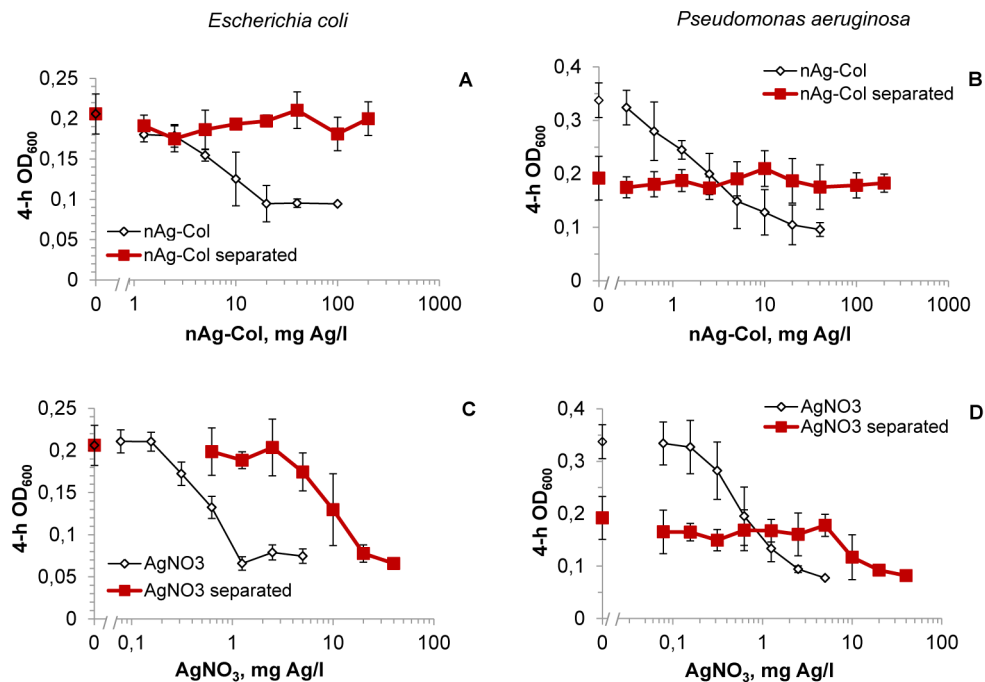 Escherichia coli
Pseudomonas aeruginosa
A
0,25
0,2
0,15
0,1
0,05
0
4-h OD600
nAg-Col
nAg-Col separated
0 1 10 100 1000
nAg-Col, mg Ag/l
B
0,4
0,3
0,2
0,1
0
4-h OD600
nAg-Col
nAg-Col separated
0 1 10 100 1000
nAg-Col, mg Ag/l
C
0,25
0,2
0,15
0,1
0,05
0
4-h OD600
AgNO3
AgNO3 separated
0 0,1 1 10 100
AgNO3, mg Ag/l
D
0,4
0,3
0,2
0,1
0
4-h OD600
AgNO3
AgNO3 separated
0 0,1 1 10 100
AgNO3, mg Ag/l